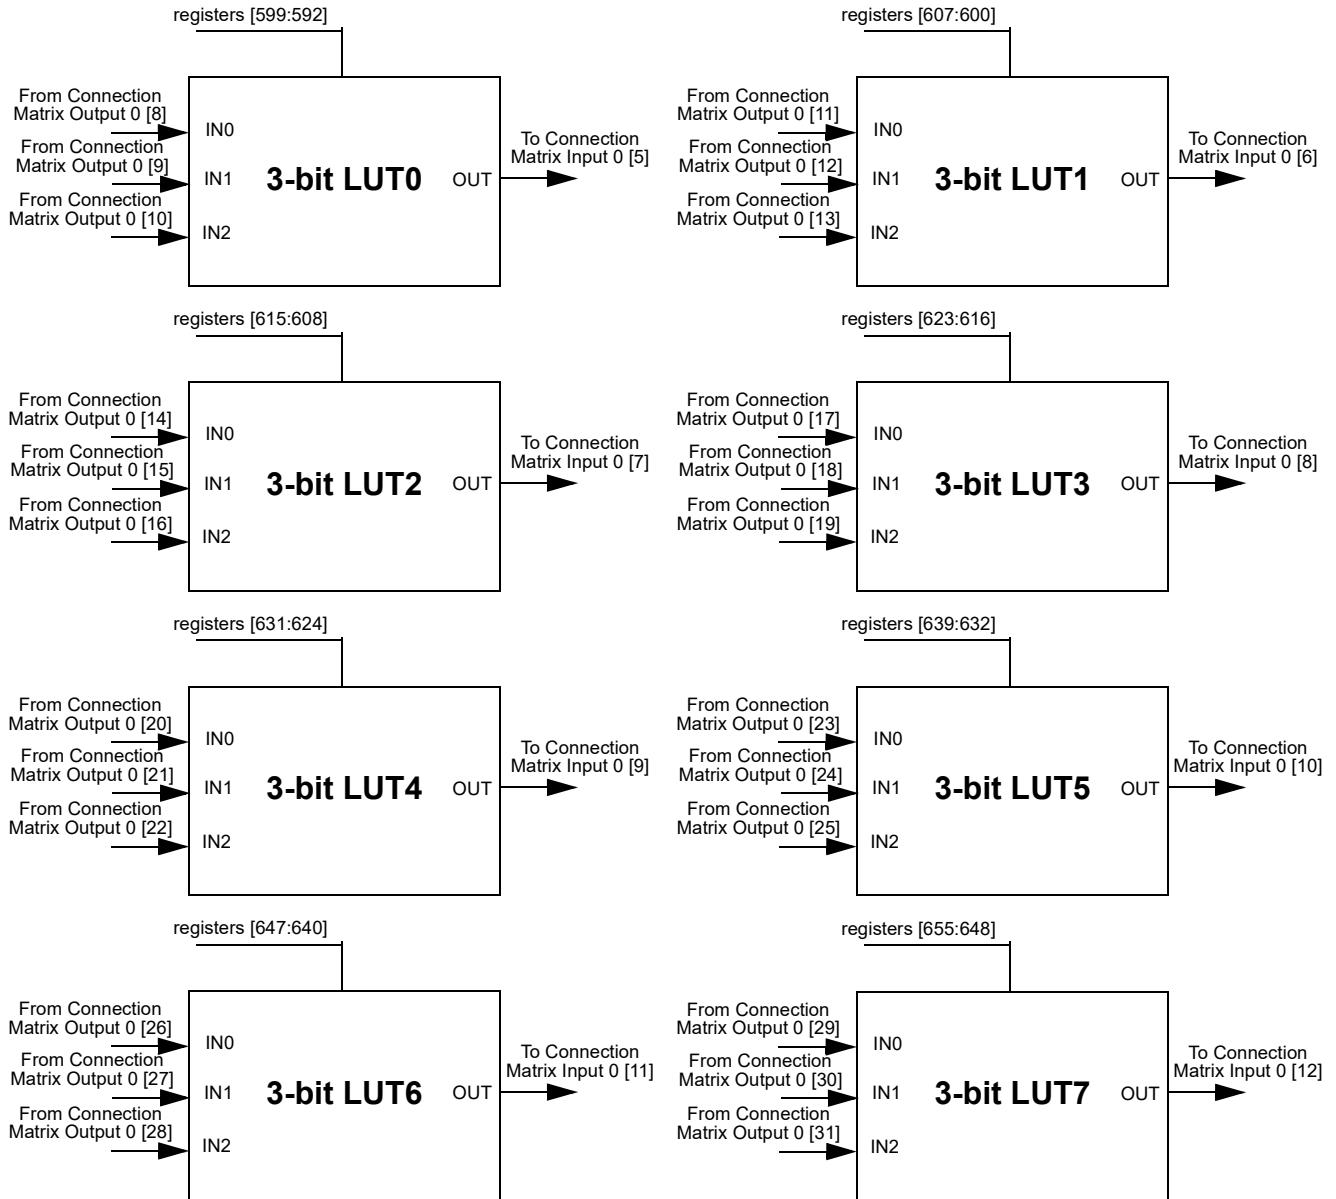 registers [599:592]
From Connection
Matrix Output 0 [8]
IN0
From Connection
Matrix Output 0 [9]
IN1
From Connection
Matrix Output 0 [10]
IN2
3-bit LUT0
OUT
To Connection
Matrix Input 0 [5]
registers [607:600]
From Connection
Matrix Output 0 [11]
IN0
From Connection
Matrix Output 0 [12]
IN1
From Connection
Matrix Output 0 [13]
IN2
3-bit LUT1
OUT
To Connection
Matrix Input 0 [6]
registers [615:608]
From Connection
Matrix Output 0 [14]
IN0
From Connection
Matrix Output 0 [15]
IN1
From Connection
Matrix Output 0 [16]
IN2
3-bit LUT2
OUT
To Connection
Matrix Input 0 [7]
registers [623:616]
From Connection
Matrix Output 0 [17]
IN0
From Connection
Matrix Output 0 [18]
IN1
From Connection
Matrix Output 0 [19]
IN2
3-bit LUT3
OUT
To Connection
Matrix Input 0 [8]
registers [631:624]
From Connection
Matrix Output 0 [20]
IN0
From Connection
Matrix Output 0 [21]
IN1
From Connection
Matrix Output 0 [22]
IN2
3-bit LUT4
OUT
To Connection
Matrix Input 0 [9]
registers [639:632]
From Connection
Matrix Output 0 [23]
IN0
From Connection
Matrix Output 0 [24]
IN1
From Connection
Matrix Output 0 [25]
IN2
3-bit LUT5
OUT
To Connection
Matrix Input 0 [10]
registers [647:640]
From Connection
Matrix Output 0 [26]
IN0
From Connection
Matrix Output 0 [27]
IN1
From Connection
Matrix Output 0 [28]
IN2
3-bit LUT6
OUT
To Connection
Matrix Input 0 [11]
registers [655:648]
From Connection
Matrix Output 0 [29]
IN0
From Connection
Matrix Output 0 [30]
IN1
From Connection
Matrix Output 0 [31]
IN2
3-bit LUT7
OUT
To Connection
Matrix Input 0 [12]